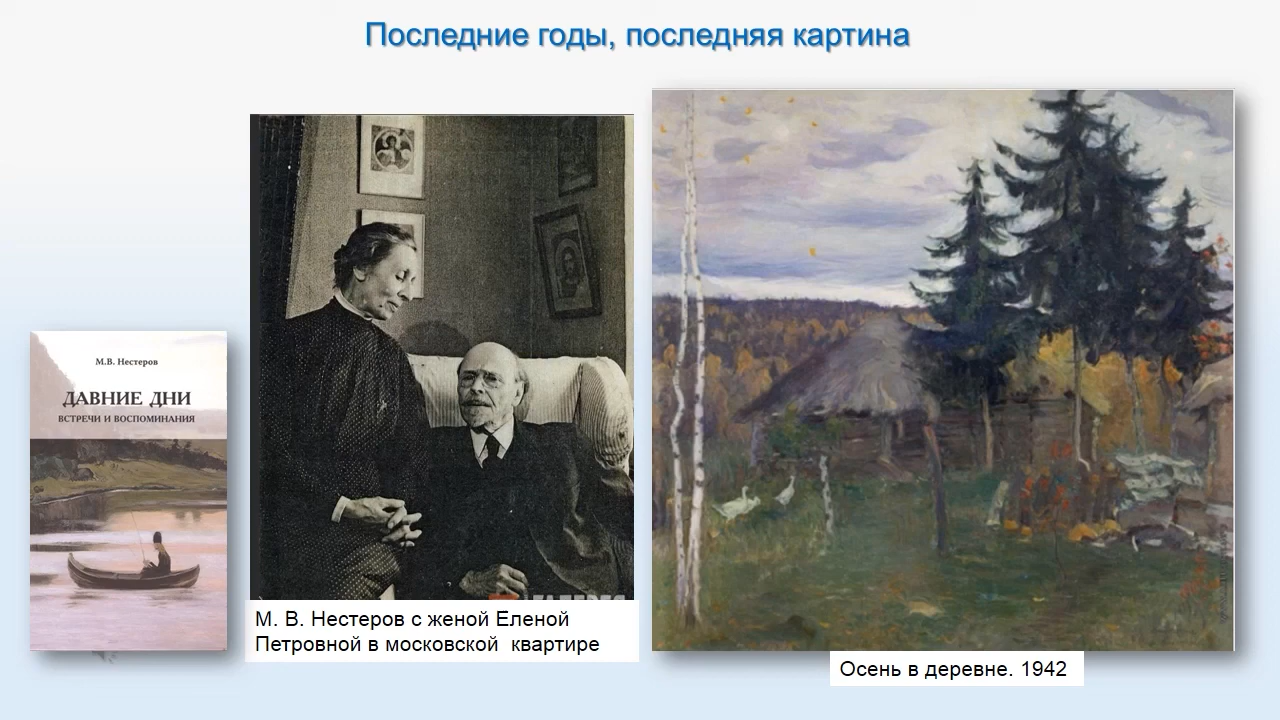 Последние годы, последняя картина
М.В. Нестеров
ДАВНИЕ ДНИ
ВСТРЕЧИ И ВОСПОМИНАНИЯ
М. В. Нестеров с женой Еленой
Петровной в московской квартире
Осень в деревне. 1942